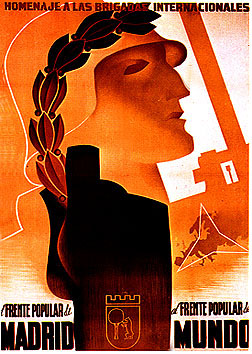 HOMENAJE A LAS BRIGADAS INTERNACIONALES
el FRENTE POPULAR de
MADRID
al FRENTE POPULAR del
MUNDO